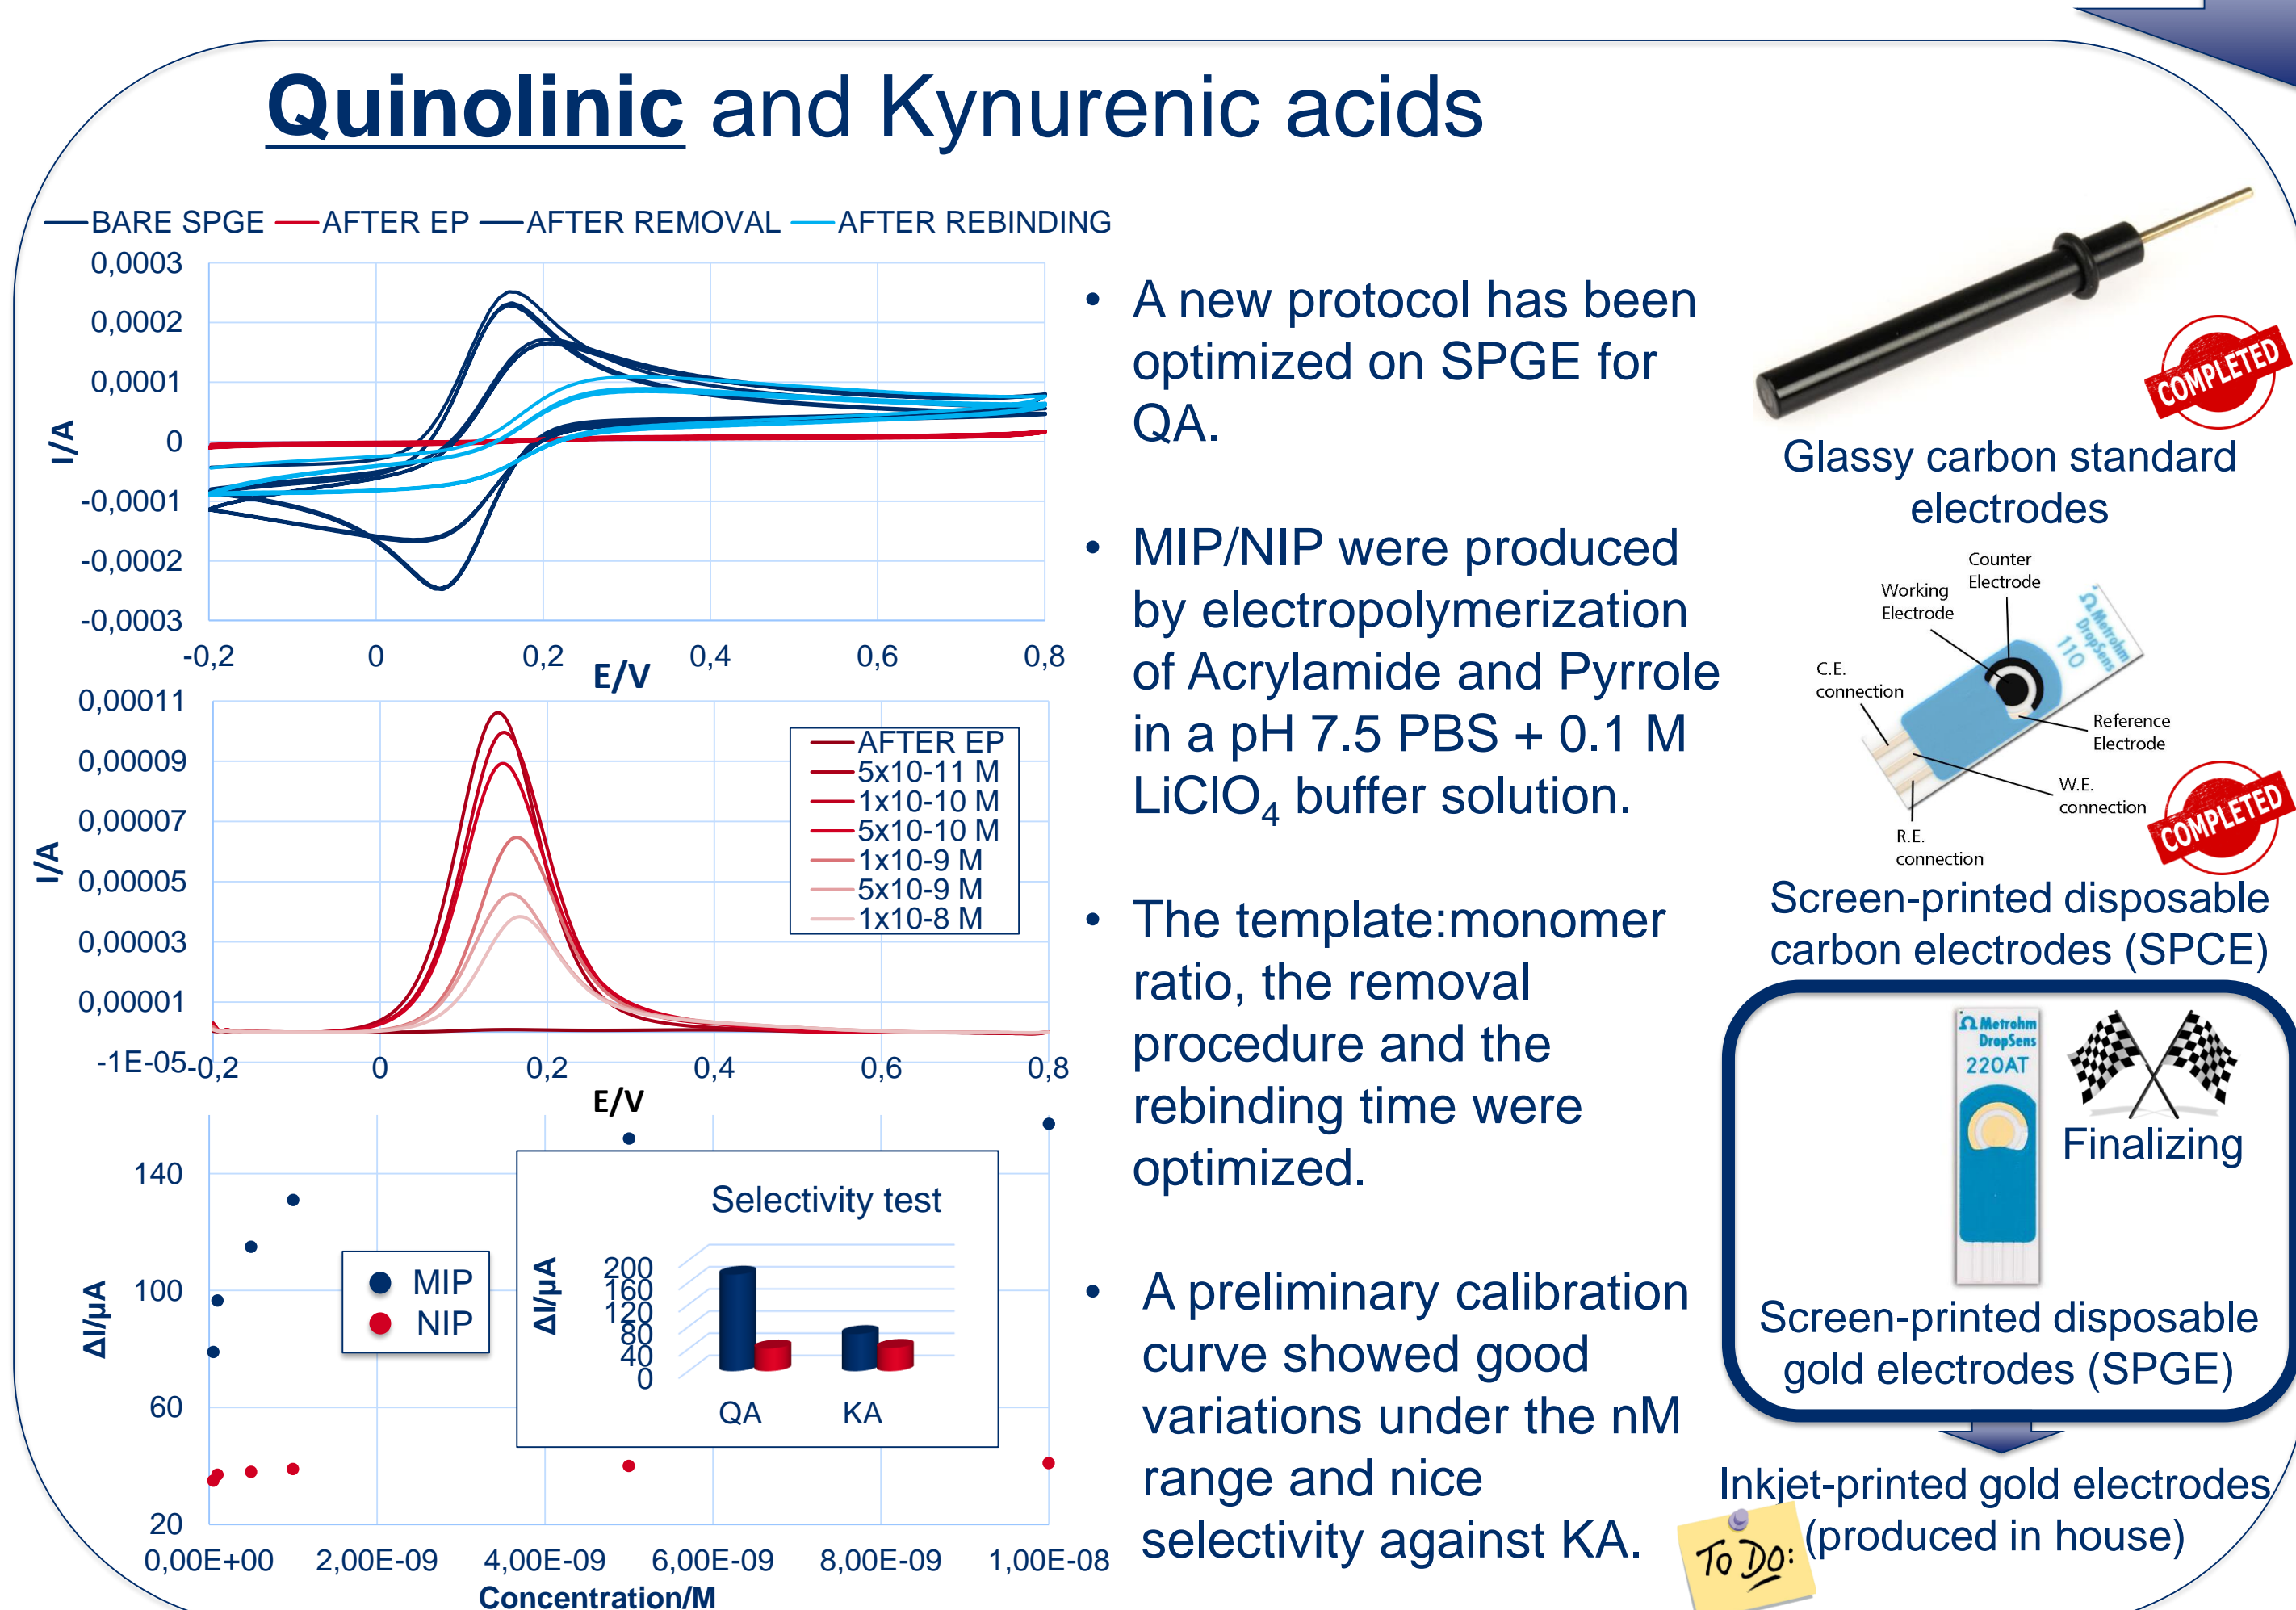 Quinolinic and Kynurenic acids
BARE SPGE AFTER EP AFTER REMOVAL AFTER REBINDING
0,0003
0,0002
0,0001
0
-0,0001
-0,0002
-0,0003
I/A
-0,2 0 0,2 0,4 0,6 0,8
E/V
0,00011
0,00009
0,00007
0,00005
0,00003
0,00001
-1E-05
I/A
AFTER EP
5x10-11 M
1x10-10 M
5x10-10 M
1x10-9 M
5x10-9 M
1x10-8 M
-0,2 0 0,2 0,4 0,6 0,8
E/V
140
100
60
20
ΔI/μA
MIP
NIP
Selectivity test
ΔI/μA
200
160
120
80
40
0
QA KA
0,00E+00 2,00E-09 4,00E-09 6,00E-09 8,00E-09 1,00E-08
Concentration/M
• A new protocol has been
optimized on SPGE for
QA.
• MIP/NIP were produced
by electropolymerization
of Acrylamide and Pyrrole
in a pH 7.5 PBS + 0.1 M
LiClO₄ buffer solution.
• The template:monomer
ratio, the removal
procedure and the
rebinding time were
optimized.
• A preliminary calibration
curve showed good
variations under the nM
range and nice
selectivity against KA.
COMPLETED
Glassy carbon standard
electrodes
Counter
Electrode
Working
Electrode
C.E.
connection
Metrohm
DropSens
110
Reference
Electrode
W.E.
connection
R.E.
connection
COMPLETED
Screen-printed disposable
carbon electrodes (SPCE)
Metrohm
DropSens
220AT
Finalizing
Screen-printed disposable
gold electrodes (SPGE)
Inkjet-printed gold electrodes
(produced in house)
To Do: